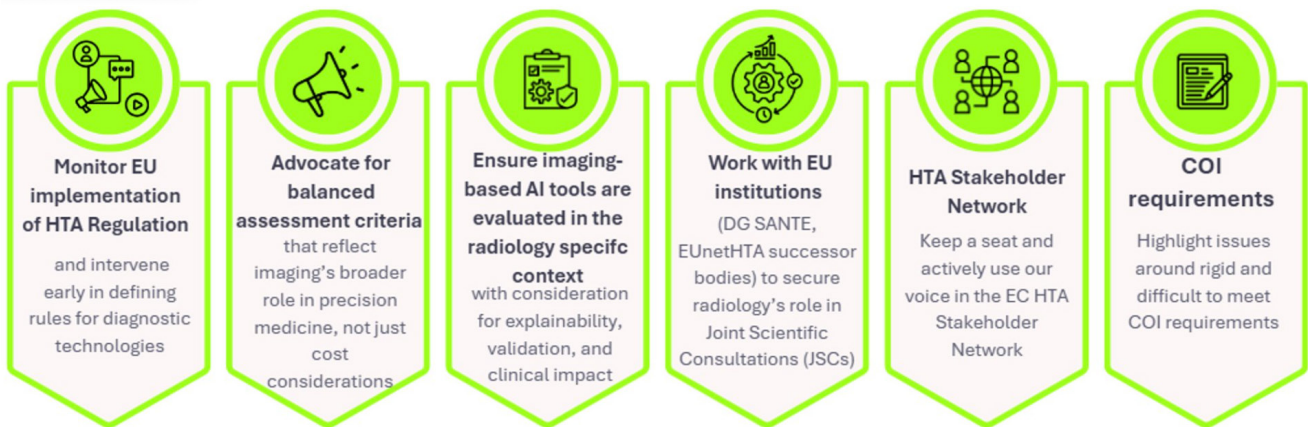 Monitor EU
implementation
of HTA Regulation
and intervene
early in defining
rules for diagnostic
technologies
Advocate for
balanced
assessment criteria
that reflect
imaging's broader
role in precision
medicine, not just
cost
considerations
Ensure imaging-
based AI tools are
evaluated in the
radiology specifc
context
with consideration
for explainability,
validation, and
clinical impact
Work with EU
institutions
(DG SANTE,
EUnetHTA successor
bodies) to secure
radiology's role in
Joint Scientific
Consultations (JSCs)
HTA Stakeholder
Network
Keep a seat and
actively use our
voice in the EC HTA
Stakeholder
Network
COI
requirements
Highlight issues
around rigid and
difficult to meet
COI requirements